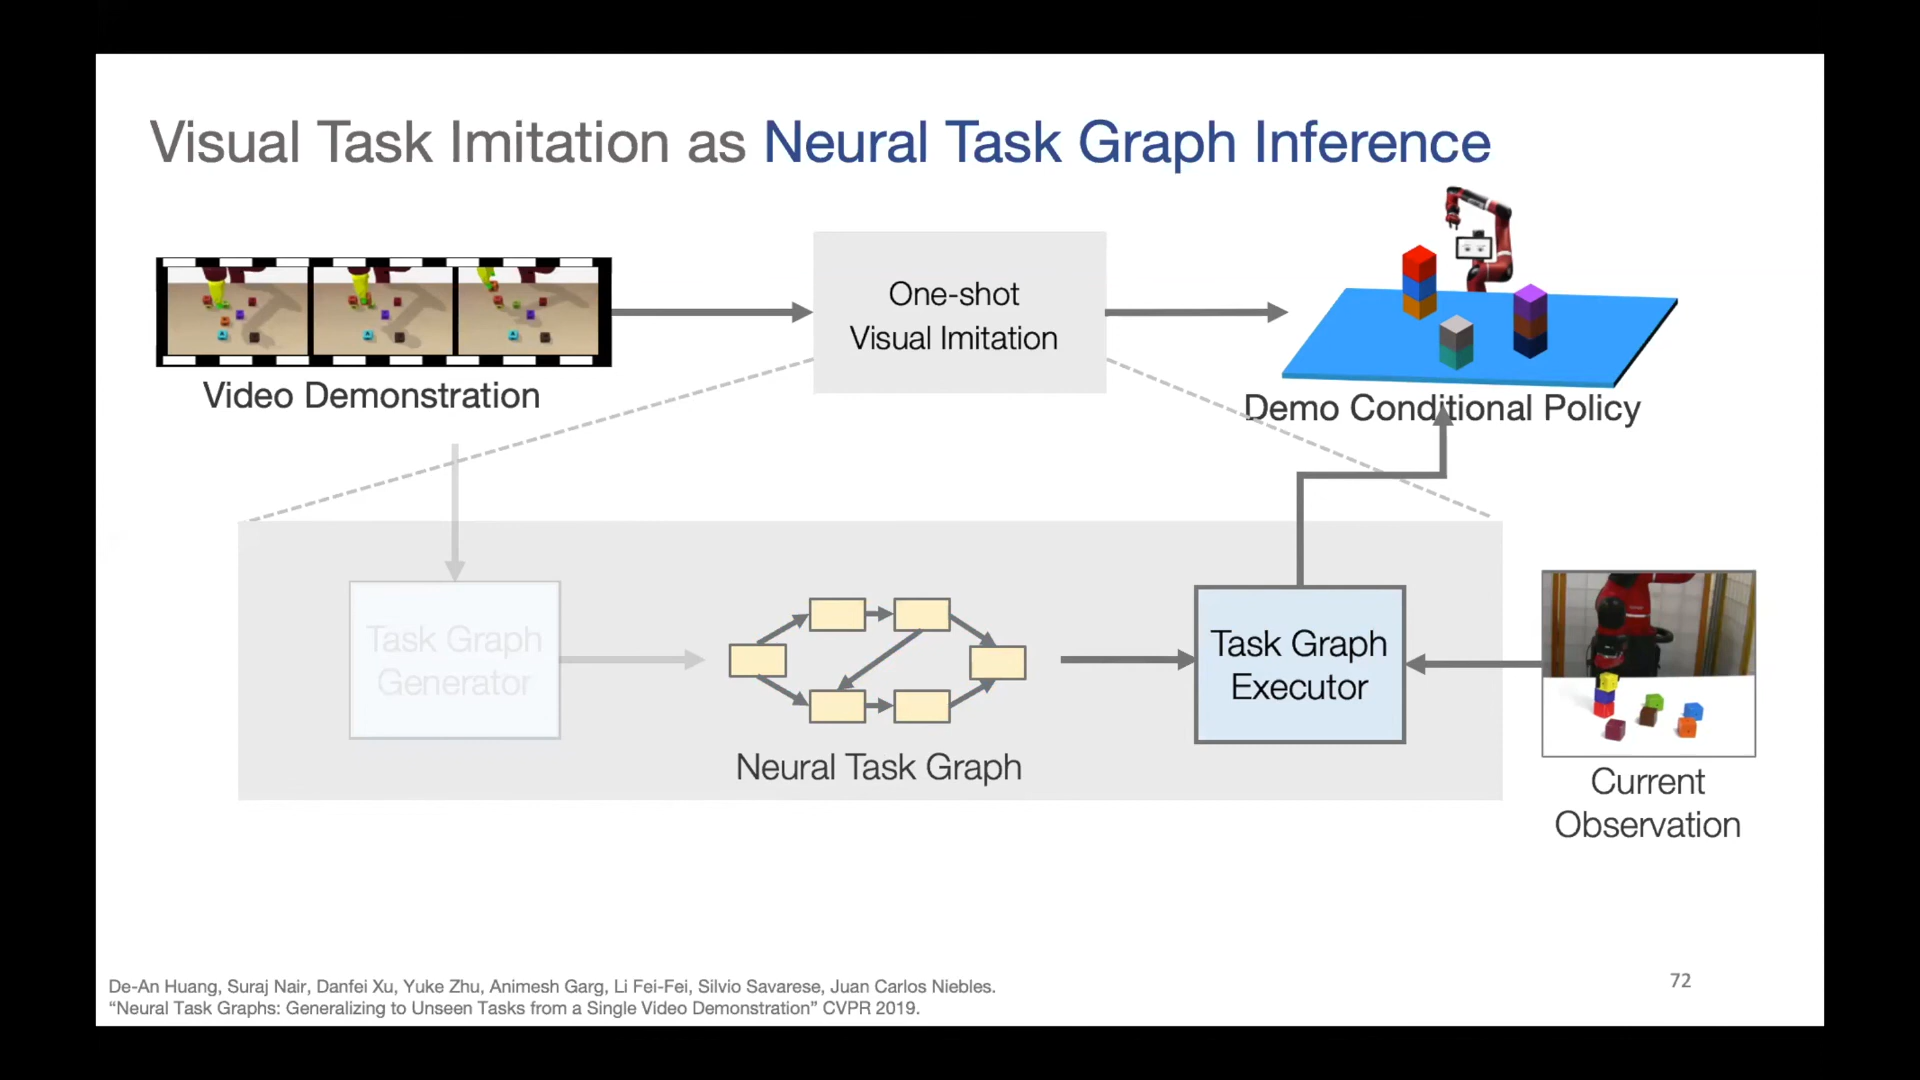 Visual Task Imitation as Neural Task Graph Inference
One-shot
Visual Imitation
Video Demonstration
Demo Conditional Policy
Task Graph
Generator
Neural Task Graph
Task Graph
Executor
Current
Observation
De-An Huang, Suraj Nair, Danfei Xu, Yuke Zhu, Animesh Garg, Li Fei-Fei, Silvio Savarese, Juan Carlos Niebles.
“Neural Task Graphs: Generalizing to Unseen Tasks from a Single Video Demonstration” CVPR 2019.
72